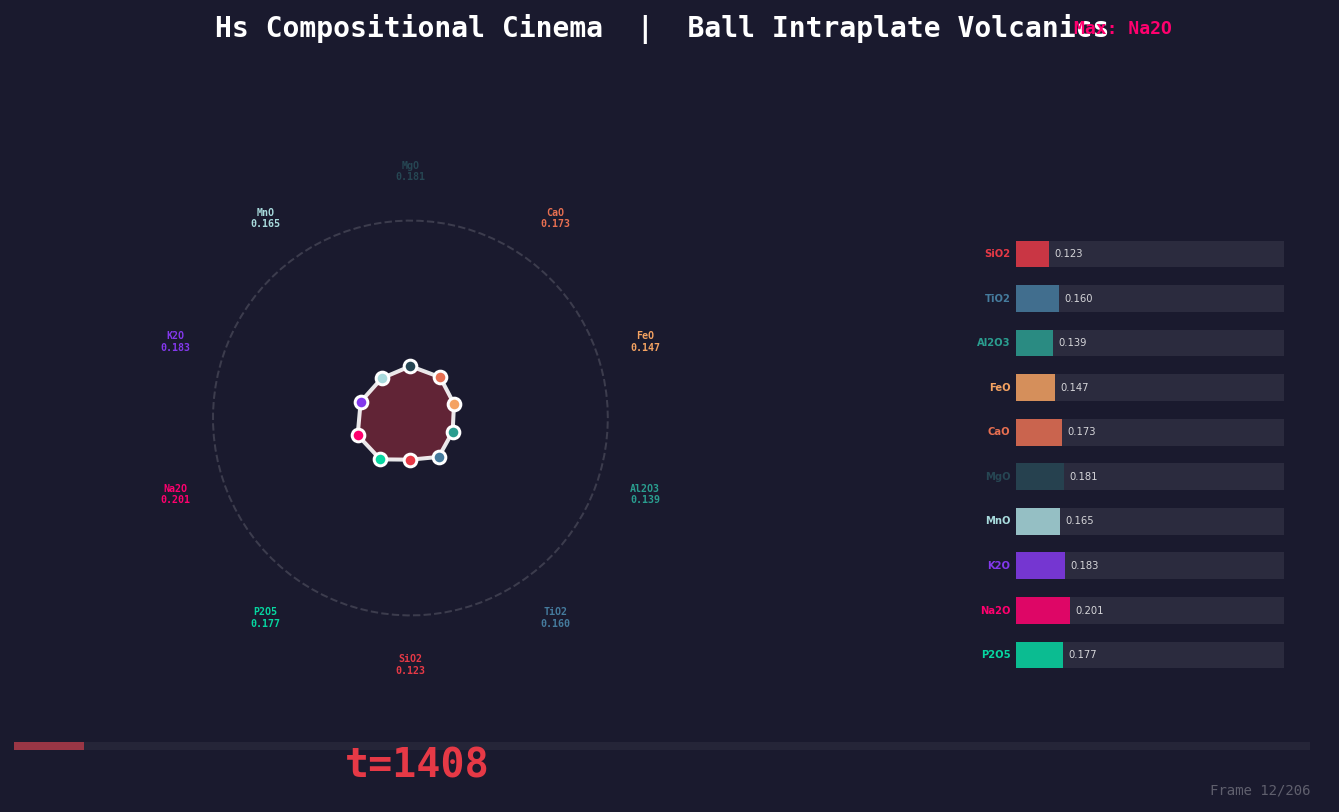 Hs Compositional Cinema | Ball Intraplate Volcanics
Max: Na2O
MgO
0.181
MnO
0.165
CaO
0.173
K2O
0.183
FeO
0.147
Na2O
0.201
Al2O3
0.139
P2O5
0.177
TiO2
0.160
SiO2
0.123
SiO2 0.123
TiO2 0.160
Al2O3 0.139
FeO 0.147
CaO 0.173
MgO 0.181
MnO 0.165
K2O 0.183
Na2O 0.201
P2O5 0.177
t=1408
Frame 12/206